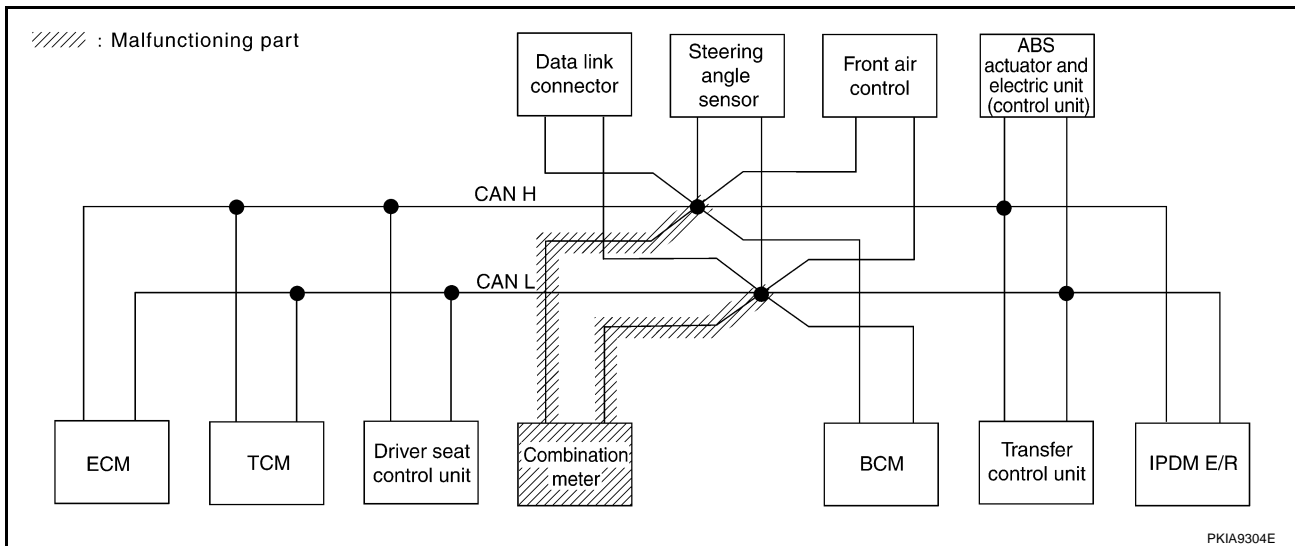 : Malfunctioning part
Data link
connector
Steering
angle
sensor
Front air
control
ABS
actuator and
electric unit
(control unit)
CAN H
CAN L
ECM
TCM
Driver seat
control unit
Combination
meter
BCM
Transfer
control unit
IPDM E/R
PKIA9304E